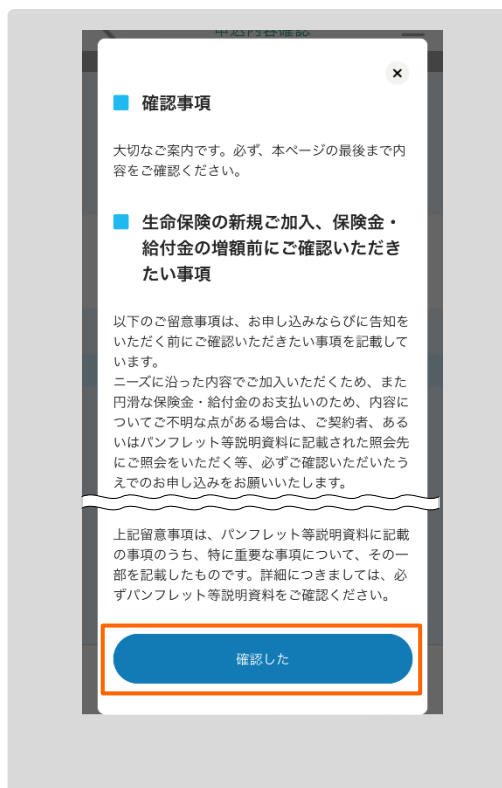 申込内容確認
×
確認事項
大切なご案内です。必ず、本ページの最後まで内
容をご確認ください。
生命保険の新規ご加入、保険金・
給付金の増額前にご確認いただき
たい事項
以下のご留意事項は、お申し込みならびに告知を
いただく前にご確認いただきたい事項を記載して
います。
ニーズに沿った内容でご加入いただくため、また
円滑な保険金・給付金のお支払いのため、内容に
ついてご不明な点がある場合は、ご契約者、ある
いはパンフレット等説明資料に記載された照会先
にご照会をいただく等、必ずご確認いただいたう
えでのお申し込みをお願いいたします。
上記留意事項は、パンフレット等説明資料に記載
の事項のうち、特に重要な事項について、その一
部を記載したものです。詳細につきましては、必
ずパンフレット等説明資料をご確認ください。
確認した